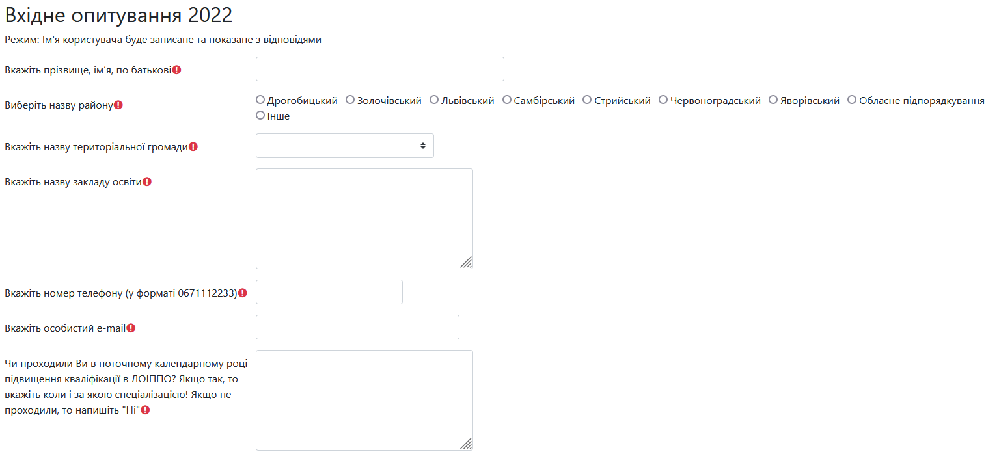 Вхідне опитування 2022
Режим: Ім'я користувача буде записане та показане з відповідями
Вкажіть прізвище, ім’я, по батькові
Виберіть назву району
Дрогобицький Золочівський Львівський Самбірський Стрийський Червоноградський Яворівський Обласне підпорядкування
Інше
Вкажіть назву територіальної громади
Вкажіть назву закладу освіти
Вкажіть номер телефону (у форматі 0671112233)
Вкажіть особистий e-mail
Чи проходили Ви в поточному календарному році
підвищення кваліфікації в ЛОІППО? Якщо так, то
вкажіть коли і за якою спеціалізацією! Якщо не
проходили, то напишіть "Ні"